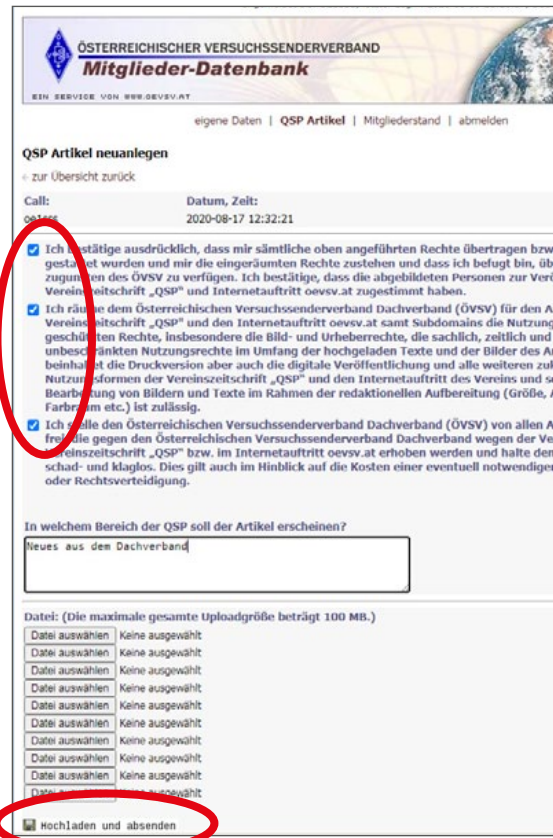 ÖSTERREICHISCHER VERSUCHSSENDERVERBAND
Mitglieder-Datenbank
EIN SERVICE VON WWW.OEVSV.AT
eigene Daten | QSP Artikel | Mitgliederstand | abmelden
QSP Artikel neuanlegen
zur Übersicht zurück
Call: Datum, Zeit:
2020-08-17 12:32:21
Ich bestätige ausdrücklich, dass mir sämtliche oben angeführten Rechte übertragen bzw
gestattet wurden und mir die eingeräumten Rechte zustehen und dass ich befugt bin, üb
zugunsten des ÖVSV zu verfügen. Ich bestätige, dass die abgebildeten Personen zur Verö
Vereinszeitschrift „QSP" und Internetauftritt oevsv.at zugestimmt haben.
Ich räume dem Österreichischen Versuchssenderverband Dachverband (ÖVSV) für den A
Vereinszeitschrift „QSP" und den Internetauftritt oevsv.at samt Subdomains die Nutzung
geschützten Rechte, insbesondere die Bild- und Urheberrechte, die sachlich, zeitlich und
unbeschränkten Nutzungsrechte im Umfang der hochgeladen Texte und der Bilder des Ar
beinhaltet die Druckversion aber auch die digitale Veröffentlichung und alle weiteren zuk
Nutzungsformen der Vereinszeitschrift „QSP" und den Internetauftritt des Vereins und so
Bearbeitung von Bildern und Texte im Rahmen der redaktionellen Aufbereitung (Größe, A
Farbraum etc.) ist zulässig.
Ich stelle den Österreichischen Versuchssenderverband Dachverband (ÖVSV) von allen A
frei, die gegen den Österreichischen Versuchssenderverband Dachverband wegen der Ver
Vereinszeitschrift „QSP" bzw. im Internetauftritt oevsv.at erhoben werden und halte den
schad- und klaglos. Dies gilt auch im Hinblick auf die Kosten einer eventuell notwendigen
oder Rechtsverteidigung.
In welchem Bereich der QSP soll der Artikel erscheinen?
Neues aus dem Dachverband
Datei: (Die maximale gesamte Uploadgröße beträgt 100 MB.)
Datei auswählen Keine ausgewählt
Datei auswählen Keine ausgewählt
Datei auswählen Keine ausgewählt
Datei auswählen Keine ausgewählt
Datei auswählen Keine ausgewählt
Datei auswählen Keine ausgewählt
Datei auswählen Keine ausgewählt
Datei auswählen Keine ausgewählt
Datei auswählen Keine ausgewählt
Datei auswählen Keine ausgewählt
Hochladen und absenden